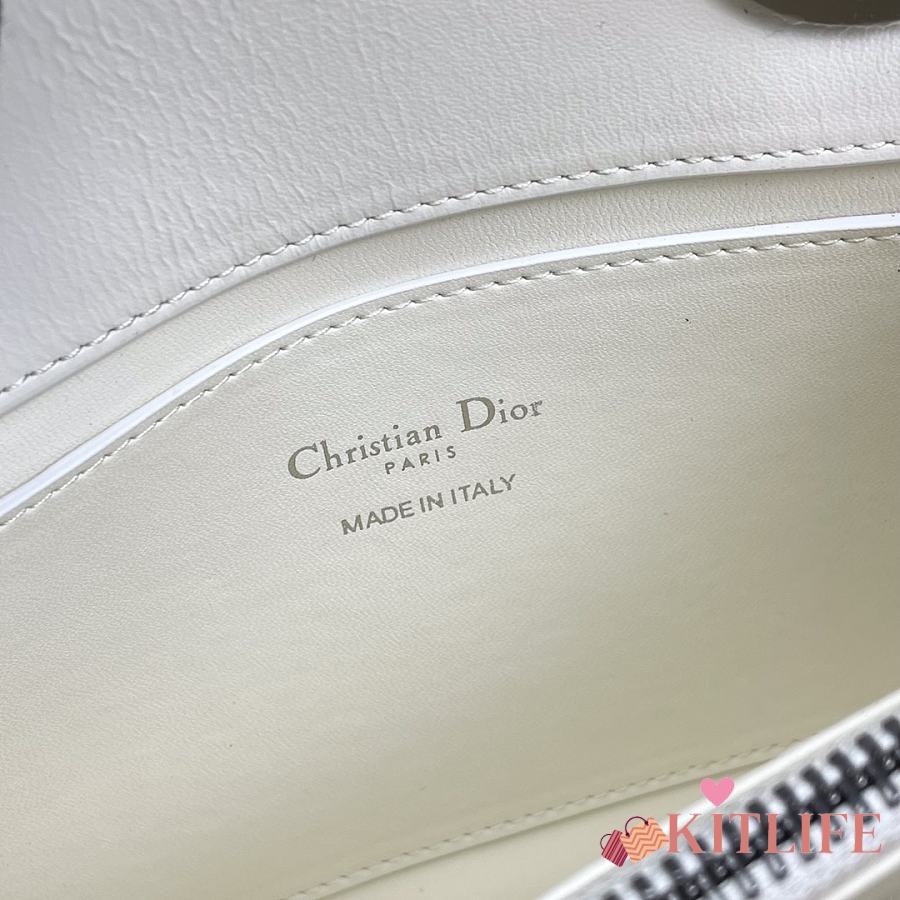 Christian Dior
PARIS
MADE IN ITALY
KITLIFE